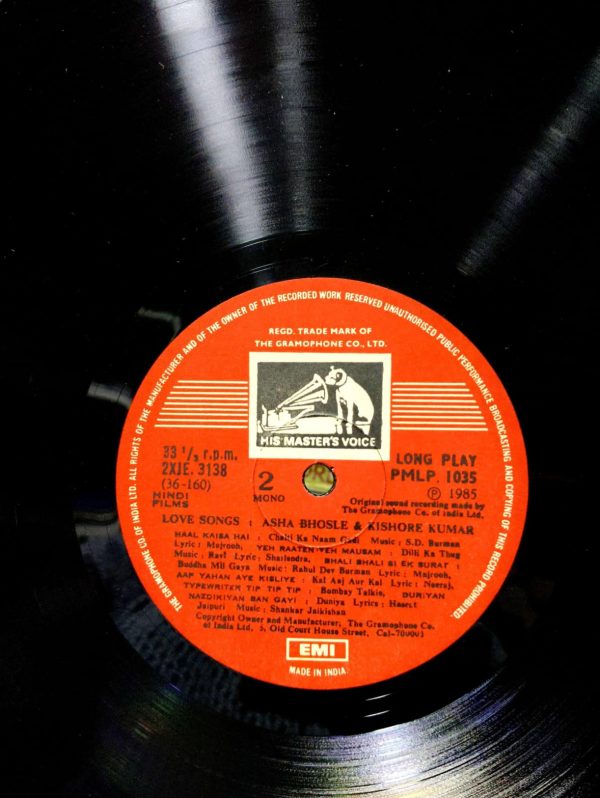 THE GRAMOPHONE CO. OF INDIA LTD. ALL RIGHTS OF THE MANUFACTURER AND OF THE OWNER OF THE RECORDED WORK RESERVED UNAUTHORISED PUBLIC PERFORMANCE BROADCASTING AND COPYING OF THIS RECORD PROHIBITED
REGD. TRADE MARK OF
THE GRAMOPHONE CO., LTD.
HIS MASTER'S VOICE
33 1/3 r.p.m.
2XJE. 3138
(36-160)
HINDI
FILMS
2
MONO
LONG PLAY
PMLP. 1035
Ⓟ 1985
Original sound recording made by
The Gramophone Co. of India Ltd.
LOVE SONGS : ASHA BHOSLE & KISHORE KUMAR
HAAL KAISA HAI : Chalti Ka Naam Gadi Music : S.D. Burman
Lyric : Majrooh, YEH RAATEN YEH MAUSAM : Dilli Ka Thug
Music : Ravi Lyric : Shailendra, BHALI BHALI SI EK SURAT :
Buddha Mil Gaya Music : Rahul Dev Burman Lyric : Majrooh,
AAP YAHAN AYE KISLIYE : Kal Aaj Aur Kal Lyric : Neeraj,
TYPEWRITER TIP TIP TIP : Bombay Talkie, DURIYAN
NAZDIKIYAN BAN GAYI : Duniya Lyrics : Hasrat
Jaipuri Music : Shankar Jaikishan
Copyright Owner and Manufacturer, The Gramophone Co.
of India Ltd., 5, Old Court House Street, Cal-700001
EMI
MADE IN INDIA